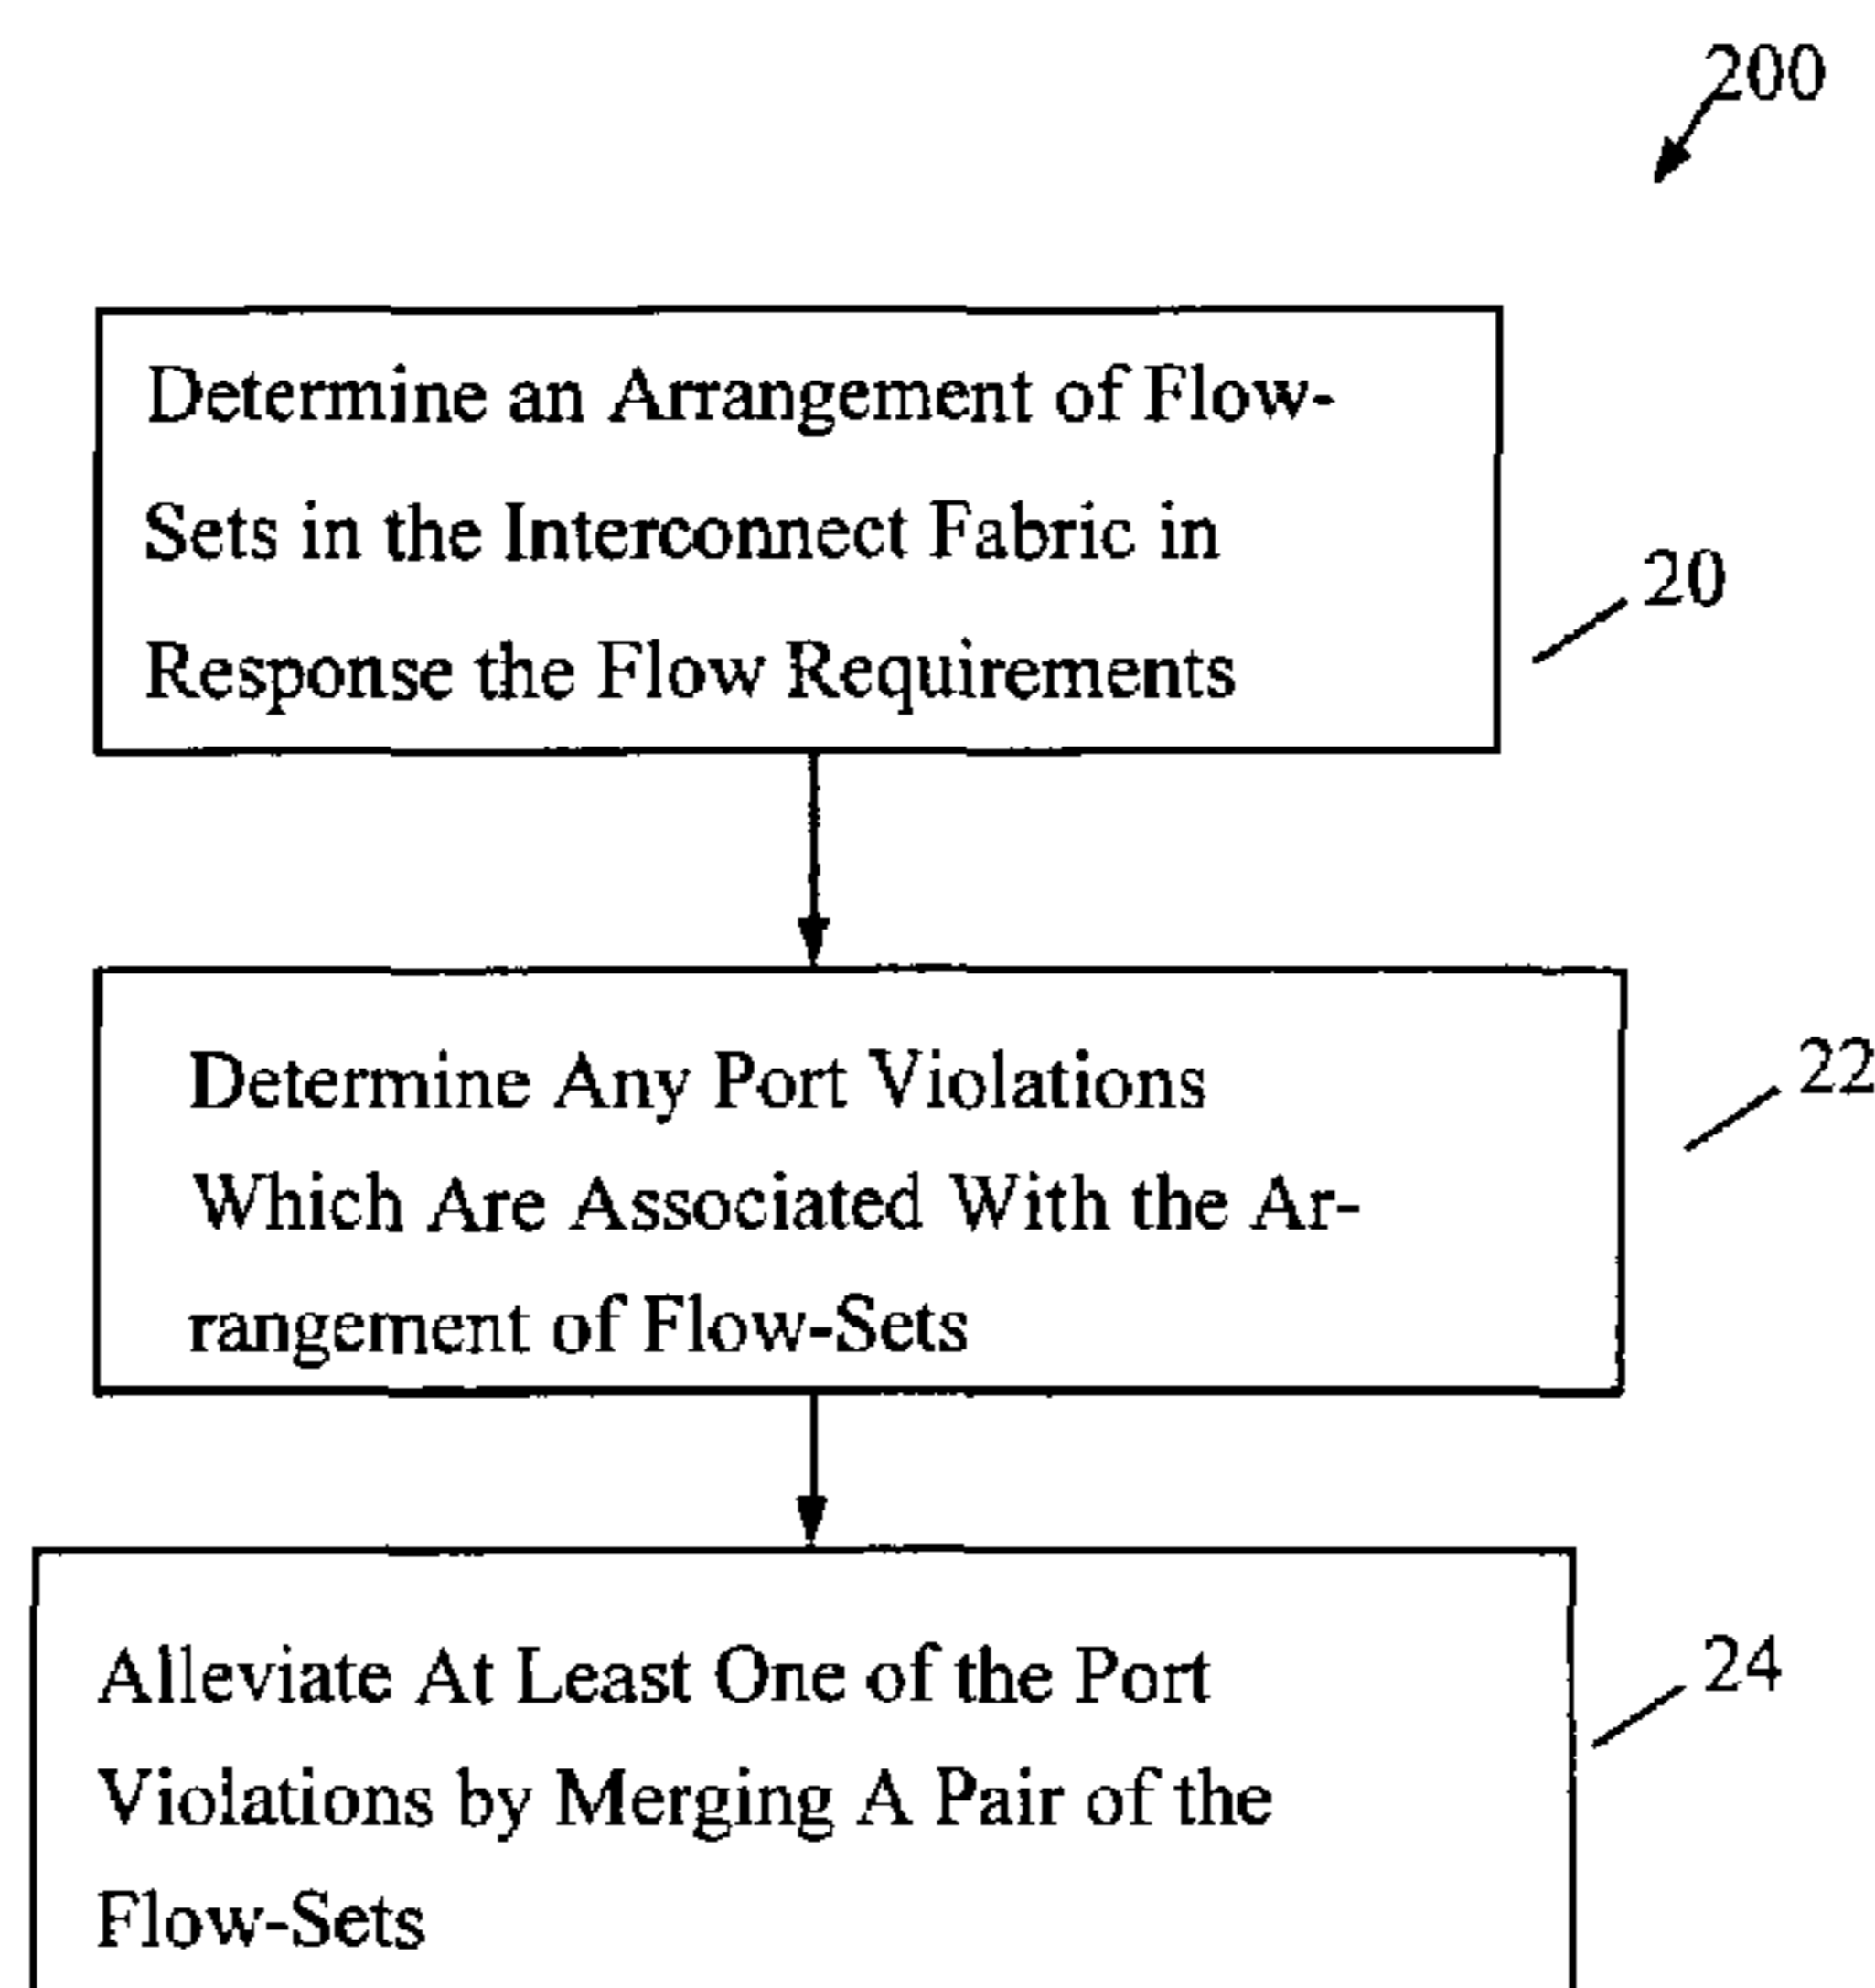 200
Determine an Arrangement of Flow-
Sets in the Interconnect Fabric in
Response the Flow Requirements
20
Determine Any Port Violations
Which Are Associated With the Ar-
rangement of Flow-Sets
22
Alleviate At Least One of the Port
Violations by Merging A Pair of the
Flow-Sets
24